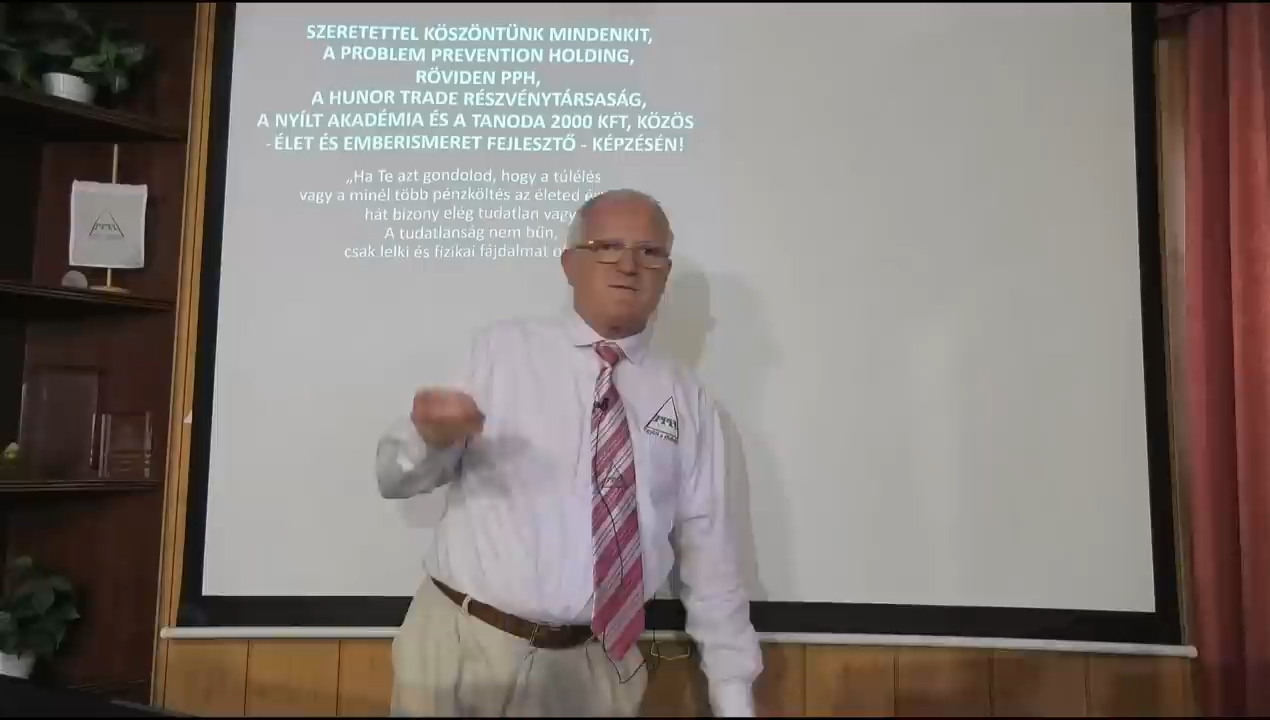 SZERETETTEL KÖSZÖNTÜNK MINDENKIT,
A PROBLEM PREVENTION HOLDING,
RÖVIDEN PPH,
A HUNOR TRADE RÉSZVÉNYTÁRSASÁG,
A NYÍLT AKADÉMIA ÉS A TANODA 2000 KFT, KÖZÖS
- ÉLET ÉS EMBERISMERET FEJLESZTŐ - KÉPZÉSÉN!
„Ha Te azt gondolod, hogy a túlélés
vagy a minél több pénzköltés az életed
hát bizony elég tudatlan vagy
A tudatlanság nem bűn,
csak lelki és fizikai fájdalmat